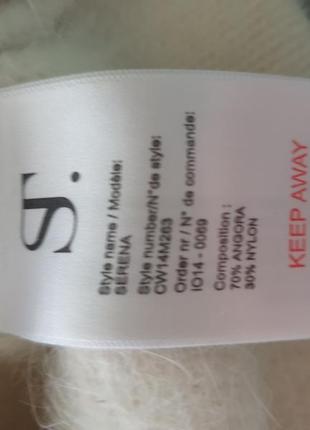 SJ.
Style name / Modèle:
SERENA
Style number/N°de style:
CW14M263
Order nr / N° de commande:
IO14 - 0069
Composition :
70% ANGORA
30% NYLON
KEEP AWAY